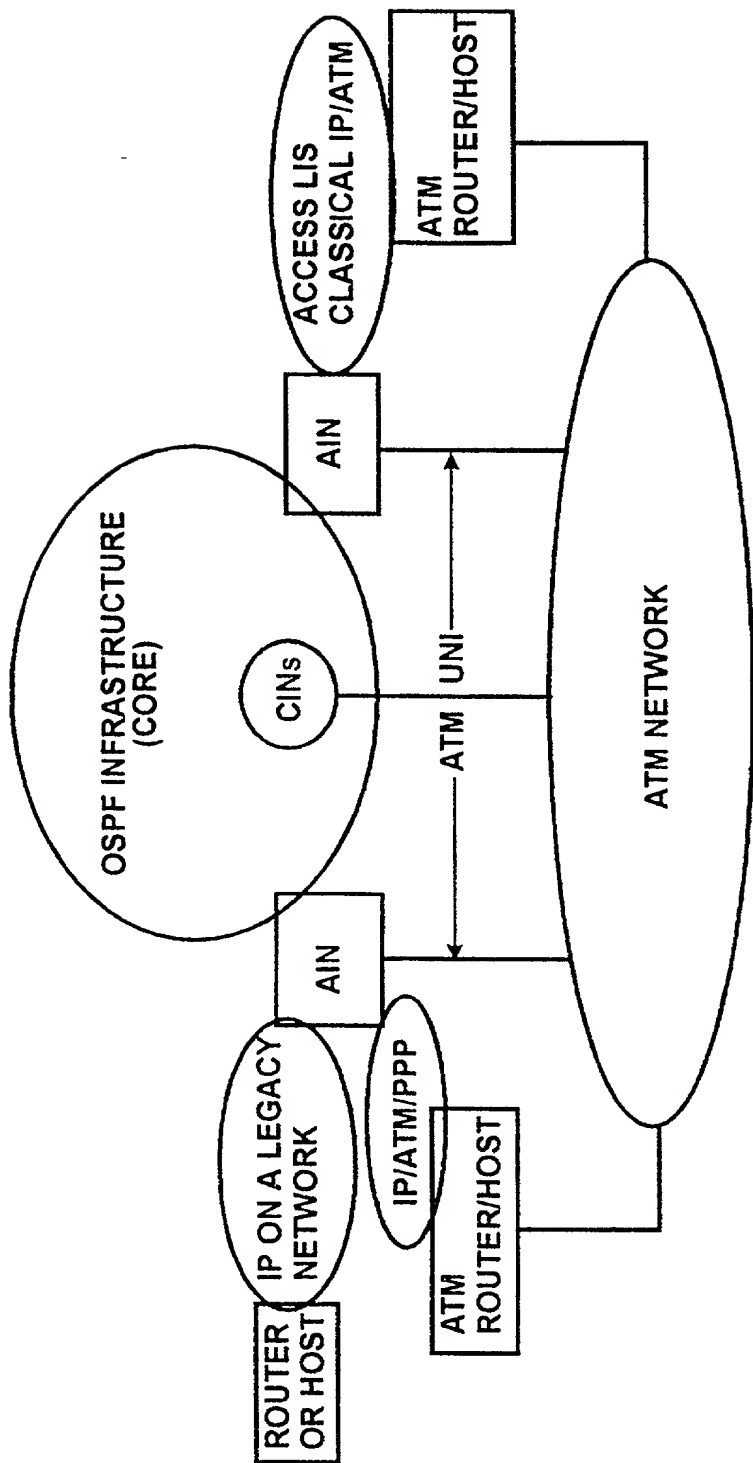 OSPF INFRASTRUCTURE
(CORE)
CINs
AIN
AIN
ACCESS LIS
CLASSICAL IP/ATM
ATM
ROUTER/HOST
ROUTER
OR HOST
IP ON A LEGACY
NETWORK
IP/ATM/PPP
ATM
ROUTER/HOST
ATM UNI
ATM NETWORK